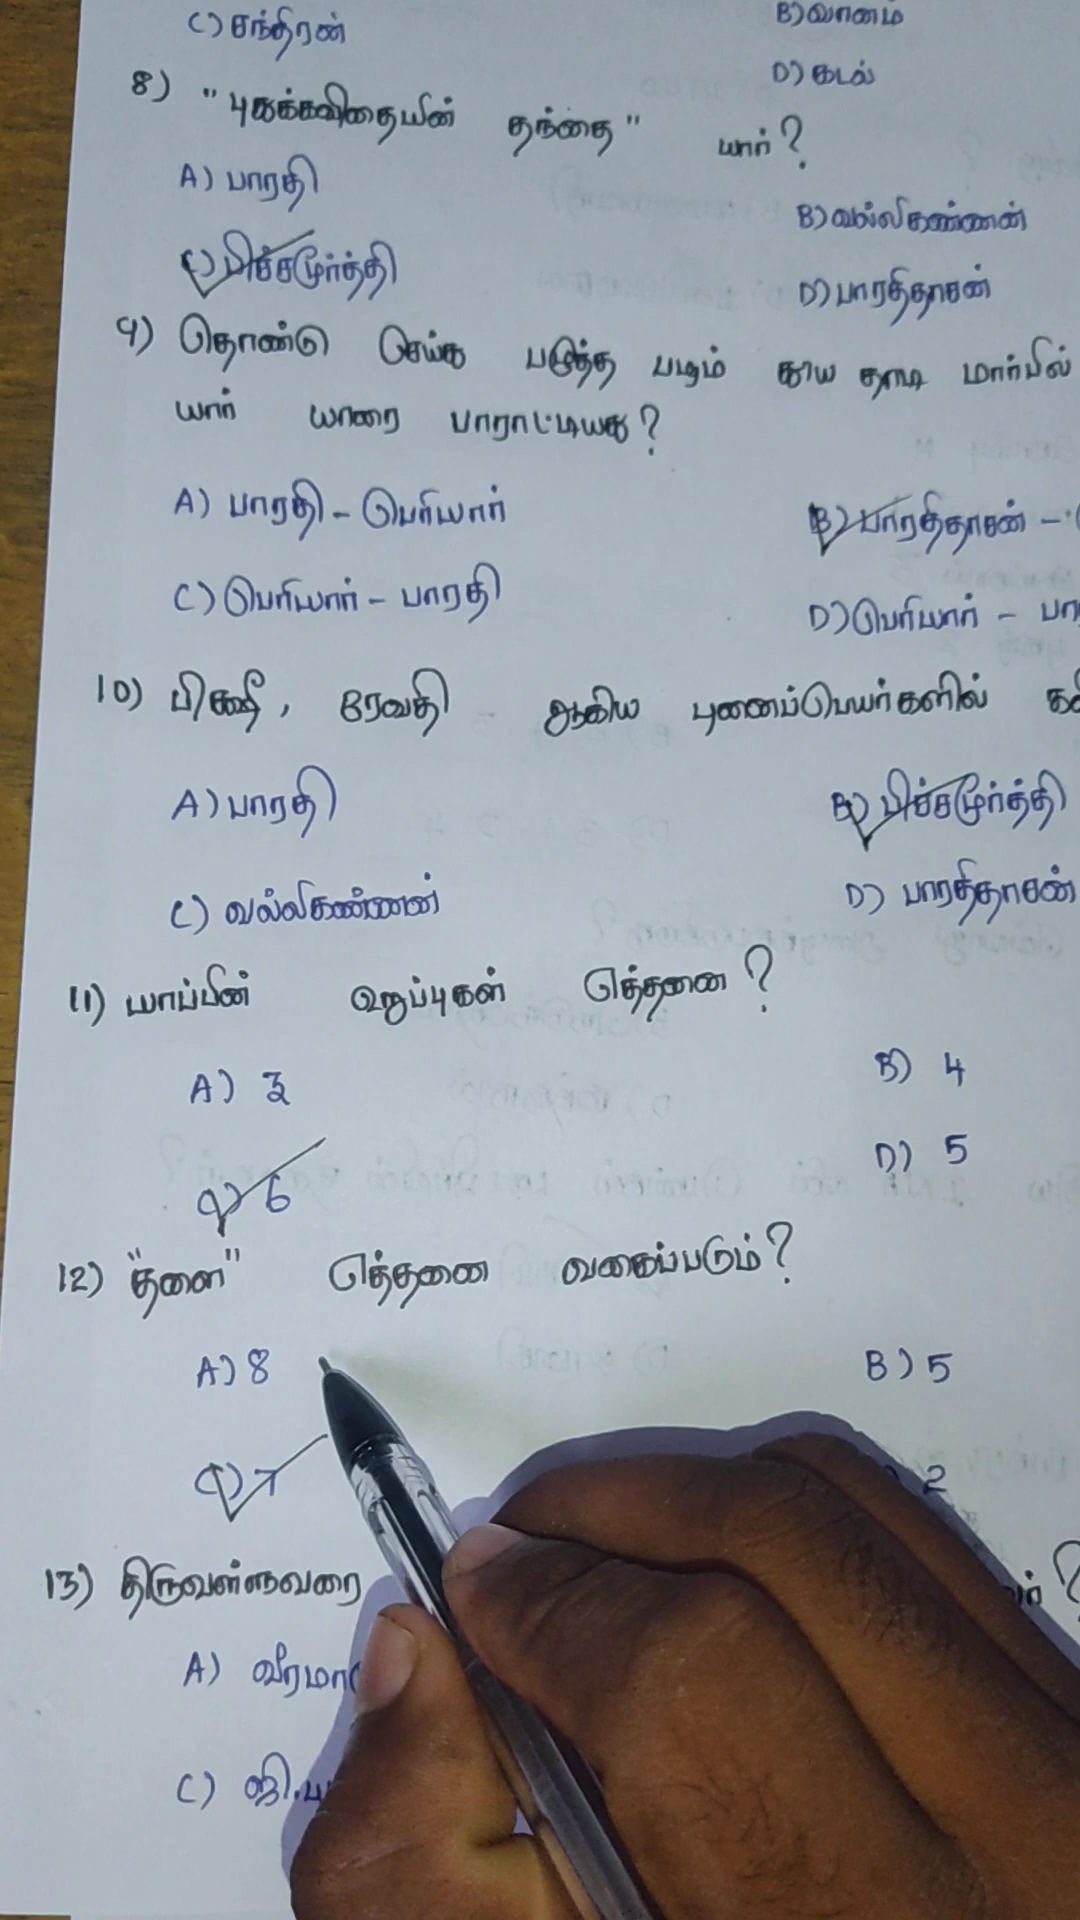 C) சந்திரன்
B) வானம்
D) கடல்
8) "புதுக்கவிதையின் தந்தை" யார்?
A) பாரதி
B) வல்லிகண்ணன்
C) பிச்சமூர்த்தி
D) பாரதிதாசன்
9) தொண்டு செய்து பழுத்த பழம் தூய தாடி மார்பில்
யார் யாரை பாராட்டியது?
A) பாரதி - பெரியார்
B) பாரதிதாசன் -
C) பெரியார் - பாரதி
D) பெரியார் -
10) பிக்ஷீ, ரேவதி ஆகிய புனைப்பெயர்களில்
A) பாரதி
B) பிச்சமூர்த்தி
C) வல்லிகண்ணன்
D) பாரதிதாசன்
11) யாப்பின் உறுப்புகள் எத்தனை?
A) 3
B) 4
C) 6
D) 5
12) "தளை" எத்தனை வகைப்படும்?
A) 8
B) 5
C) 7
2
13) திருவள்ளுவரை
A)
C)